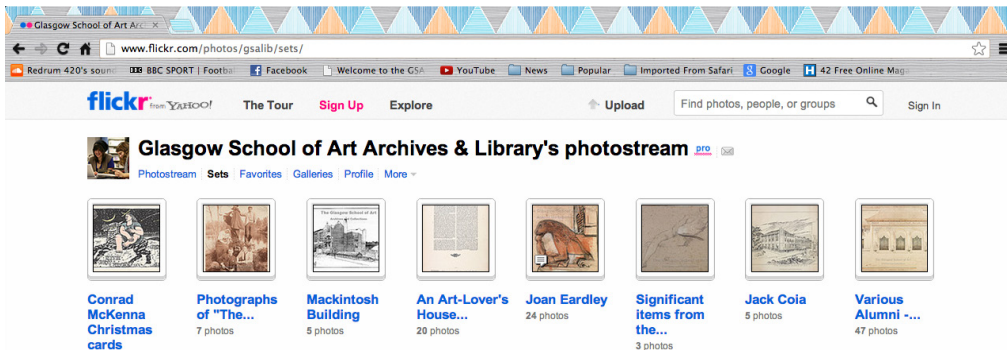 Glasgow School of Art Arc
www.flickr.com/photos/gsalib/sets/
Redrum 420's soun BBC SPORT | Footba Facebook Welcome to the GSA YouTube News Popular Imported From Safari Google 42 Free Online Mag
flickr from YAHOO! The Tour Sign Up Explore Upload Find photos, people, or groups Sign In
Glasgow School of Art Archives & Library's photostream pro
Photostream Sets Favorites Galleries Profile More
The Glasgow School of Art
Conrad McKenna Christmas cards
Photographs of "The...
7 photos
Mackintosh Building
5 photos
An Art-Lover's House...
20 photos
Joan Eardley
24 photos
Significant items from the...
3 photos
Jack Coia
5 photos
Various Alumni -...
47 photos